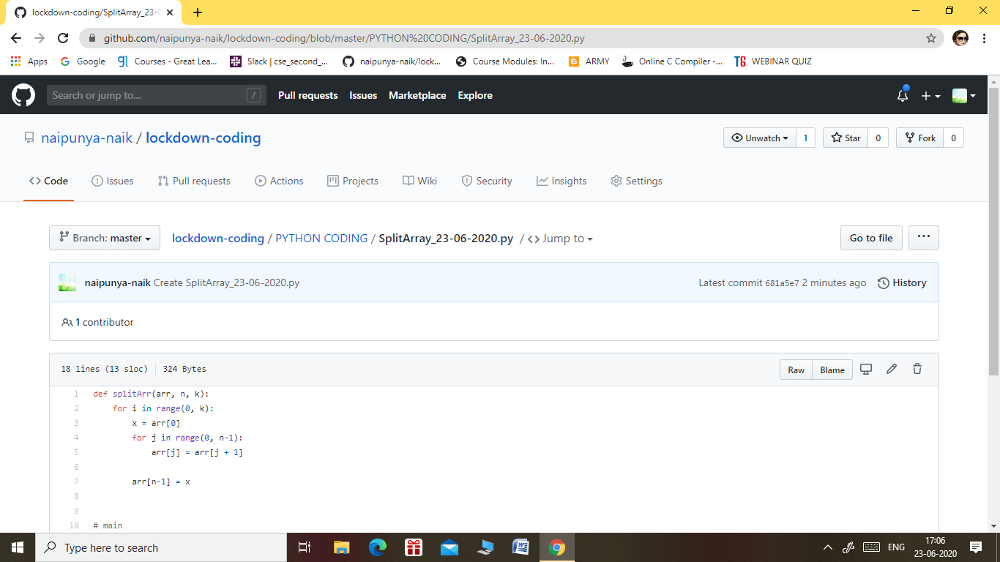 lockdown-coding/SplitArray_23-0
github.com/naipunya-naik/lockdown-coding/blob/master/PYTHON%20CODING/SplitArray_23-06-2020.py
Apps Google Courses - Great Lea... Slack | cse_second_... naipunya-naik/lock... Course Modules: In... ARMY Online C Compiler -... TG WEBINAR QUIZ
Search or jump to... / Pull requests Issues Marketplace Explore
naipunya-naik / lockdown-coding Unwatch 1 Star 0 Fork 0
Code Issues Pull requests Actions Projects Wiki Security Insights Settings
Branch: master lockdown-coding / PYTHON CODING / SplitArray_23-06-2020.py / Jump to Go to file ...
naipunya-naik Create SplitArray_23-06-2020.py Latest commit 681a5e7 2 minutes ago History
1 contributor
18 lines (13 sloc) 324 Bytes Raw Blame
1 def splitArr(arr, n, k):
2 for i in range(0, k):
3 x = arr[0]
4 for j in range(0, n-1):
5 arr[j] = arr[j + 1]
6
7 arr[n-1] = x
8
9
10 # main
Type here to search ENG 17:06
23-06-2020